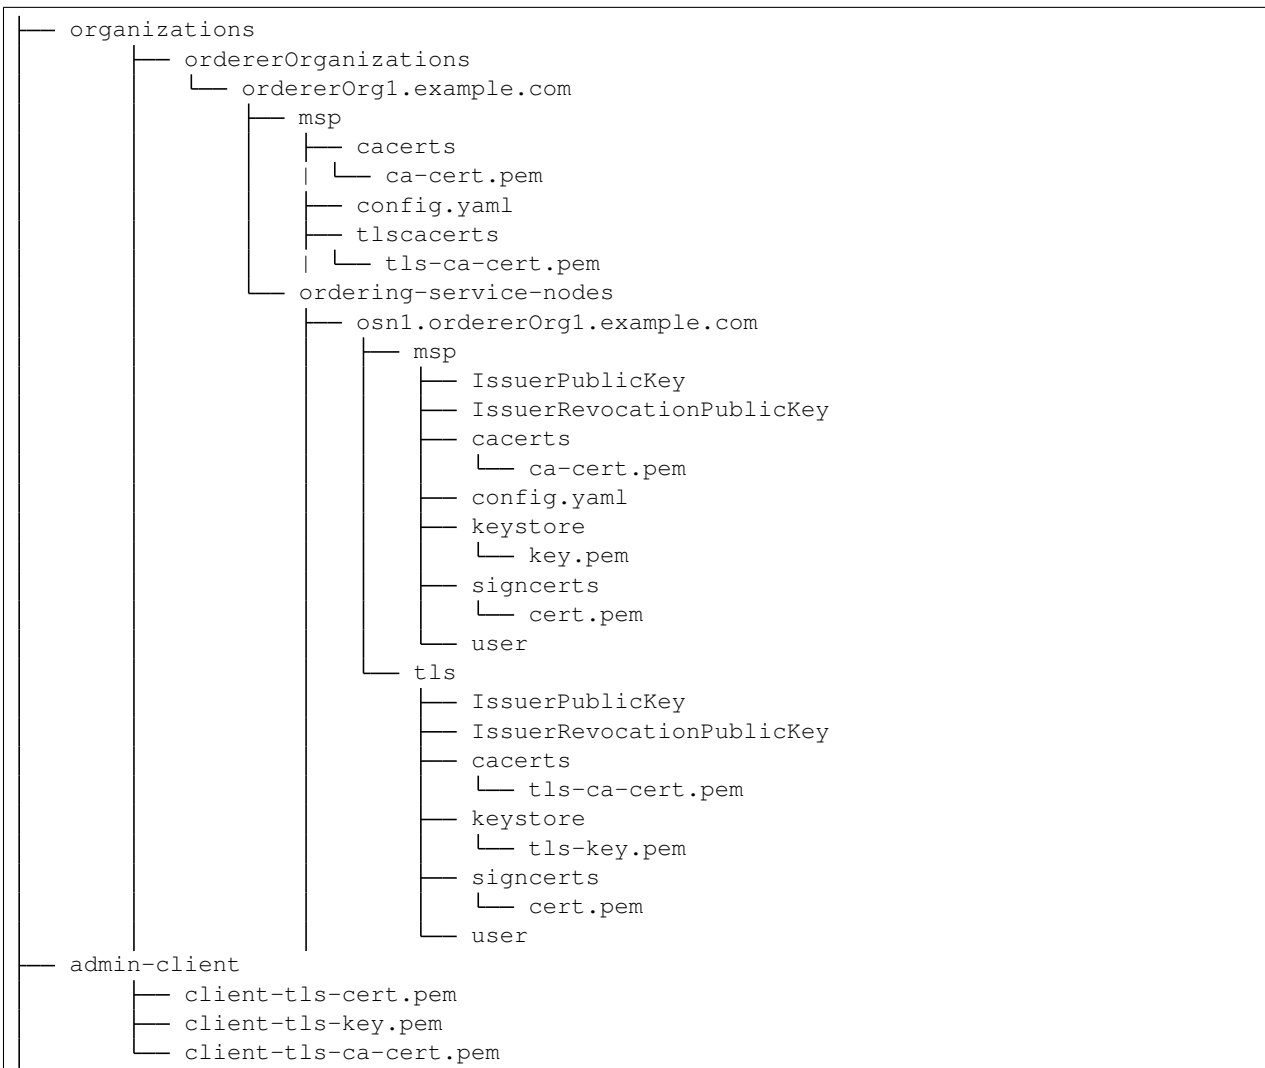 ├── organizations
│       ├── ordererOrganizations
│       │   └── ordererOrg1.example.com
│       │       ├── msp
│       │       │   ├── cacerts
│       │       │   | └── ca-cert.pem
│       │       │   ├── config.yaml
│       │       │   ├── tlscacerts
│       │       │   | └── tls-ca-cert.pem
│       │       └── ordering-service-nodes
│       │           ├── osn1.ordererOrg1.example.com
│       │           │   ├── msp
│       │           │   │   ├── IssuerPublicKey
│       │           │   │   ├── IssuerRevocationPublicKey
│       │           │   │   ├── cacerts
│       │           │   │   │   └── ca-cert.pem
│       │           │   │   ├── config.yaml
│       │           │   │   ├── keystore
│       │           │   │   │   └── key.pem
│       │           │   │   ├── signcerts
│       │           │   │   │   └── cert.pem
│       │           │   │   └── user
│       │           │   └── tls
│       │           │       ├── IssuerPublicKey
│       │           │       ├── IssuerRevocationPublicKey
│       │           │       ├── cacerts
│       │           │       │   └── tls-ca-cert.pem
│       │           │       ├── keystore
│       │           │       │   └── tls-key.pem
│       │           │       ├── signcerts
│       │           │       │   └── cert.pem
│       │           │       └── user
├── admin-client
│       ├── client-tls-cert.pem
│       ├── client-tls-key.pem
│       └── client-tls-ca-cert.pem